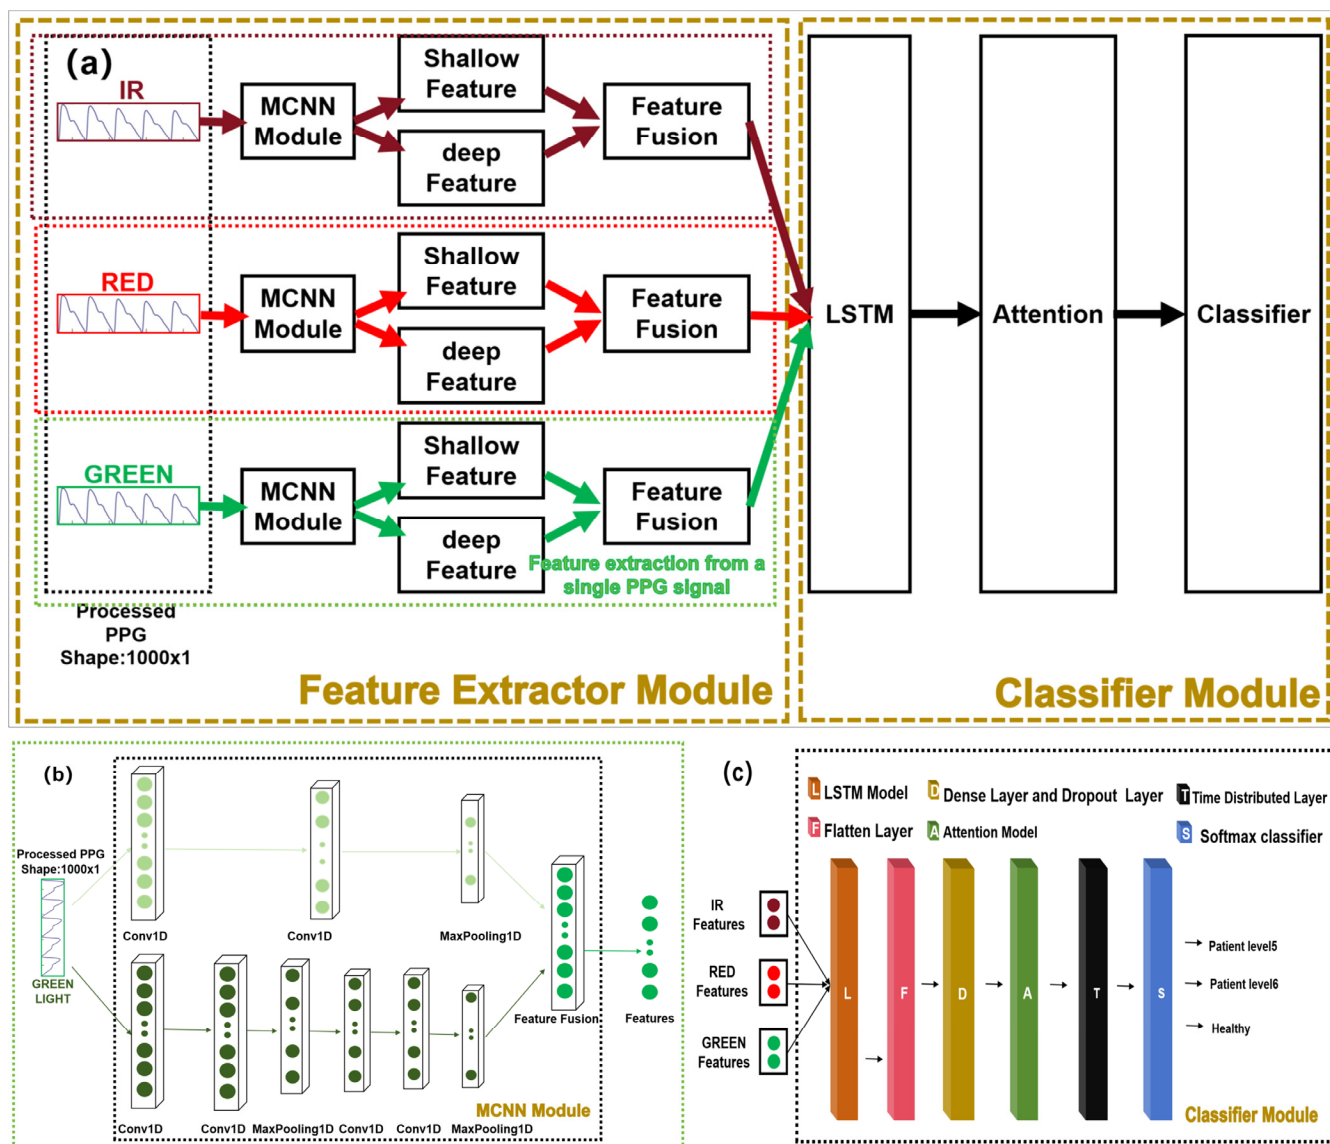 (a)
IR
MCNN
Module
Shallow
Feature
deep
Feature
Feature
Fusion
RED
MCNN
Module
Shallow
Feature
deep
Feature
Feature
Fusion
GREEN
MCNN
Module
Shallow
Feature
deep
Feature
Feature
Fusion
Feature extraction from a
single PPG signal
Processed
PPG
Shape:1000x1
Feature Extractor Module
LSTM
Attention
Classifier
Classifier Module
(b)
Processed PPG
Shape:1000x1
GREEN
LIGHT
Conv1D
Conv1D
MaxPooling1D
Feature Fusion
Features
Conv1D
Conv1D
MaxPooling1D
Conv1D
Conv1D
MaxPooling1D
MCNN Module
(c)
L LSTM Model
D Dense Layer and Dropout Layer
T Time Distributed Layer
F Flatten Layer
A Attention Model
S Softmax classifier
IR
Features
RED
Features
GREEN
Features
L
F
D
A
T
S
Patient level5
Patient level6
Healthy
Classifier Module